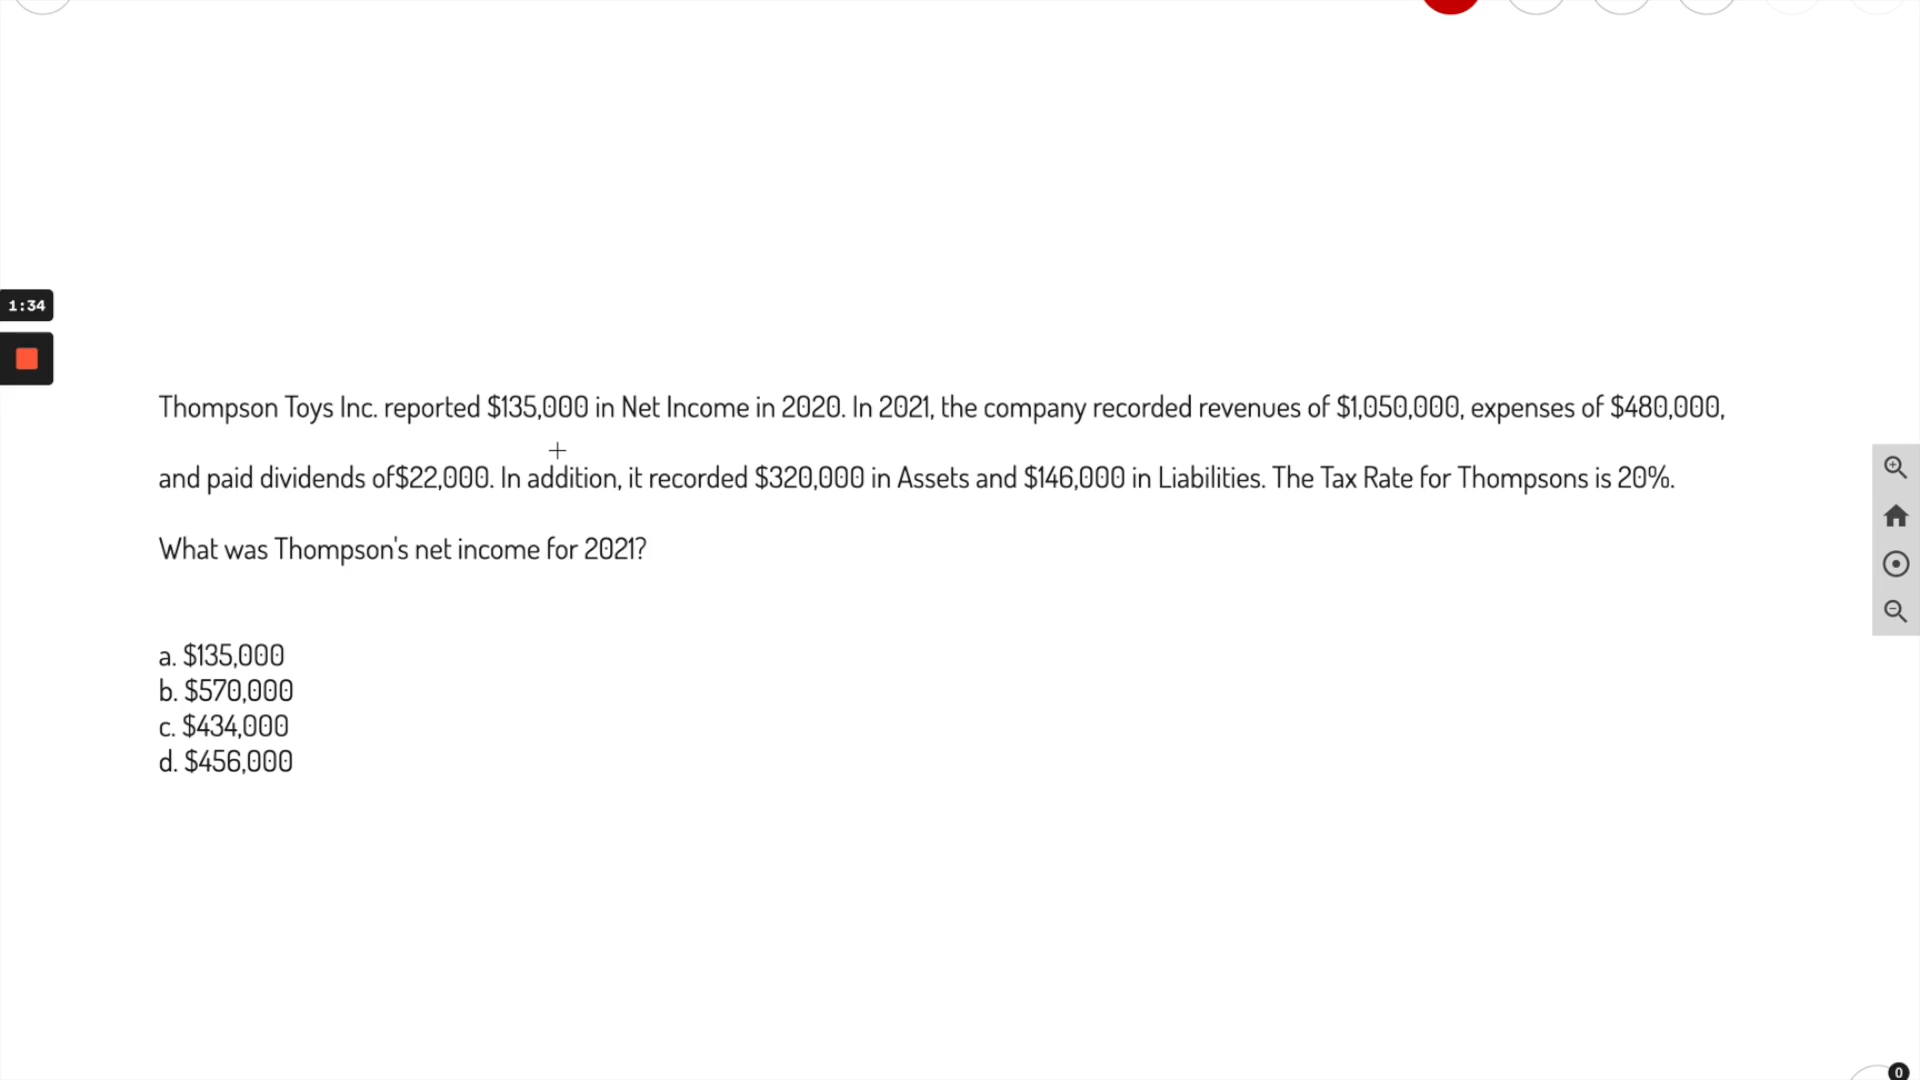 1:34
Thompson Toys Inc. reported $135,000 in Net Income in 2020. In 2021, the company recorded revenues of $1,050,000, expenses of $480,000,
and paid dividends of$22,000. In addition, it recorded $320,000 in Assets and $146,000 in Liabilities. The Tax Rate for Thompsons is 20%.
What was Thompson's net income for 2021?
a. $135,000
b. $570,000
c. $434,000
d. $456,000
0